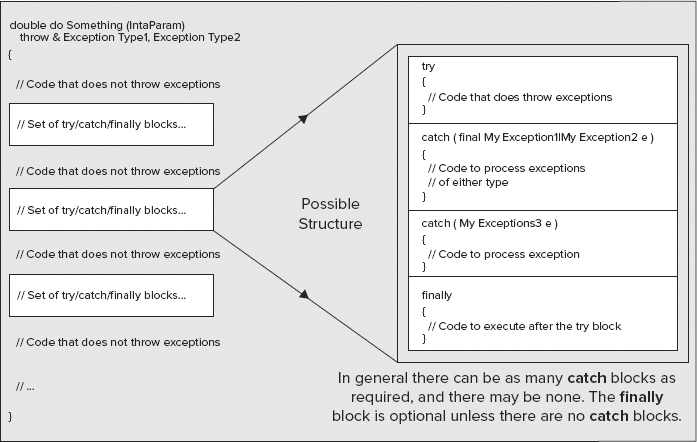 double do Something (IntaParam)
throw & Exception Type1, Exception Type2
{
// Code that does not throw exceptions
// Set of try/catch/finally blocks...
// Code that does not throw exceptions
// Set of try/catch/finally blocks...
// Code that does not throw exceptions
// Set of try/catch/finally blocks...
// Code that does not throw exceptions
// ...
}
Possible
Structure
try
{
// Code that does throw exceptions
}
catch ( final My Exception1lMy Exception2 e )
{
// Code to process exceptions
// of either type
}
catch ( My Exceptions3 e )
{
// Code to process exception
}
finally
{
// Code to execute after the try block
}
In general there can be as many catch blocks as
required, and there may be none. The finally
block is optional unless there are no catch blocks.